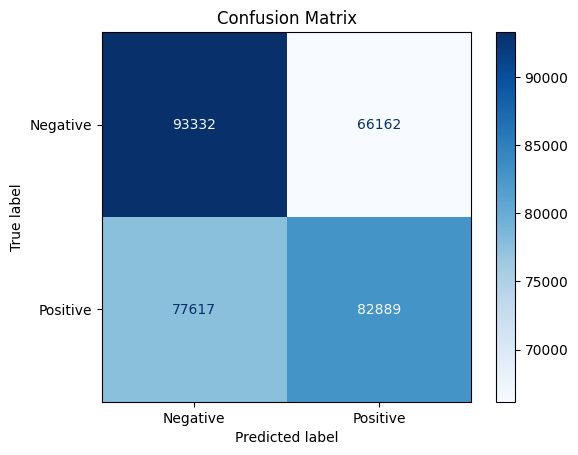 Confusion Matrix
Negative
93332
66162
Positive
77617
82889
Negative
Positive
True label
Predicted label
90000
85000
80000
75000
70000